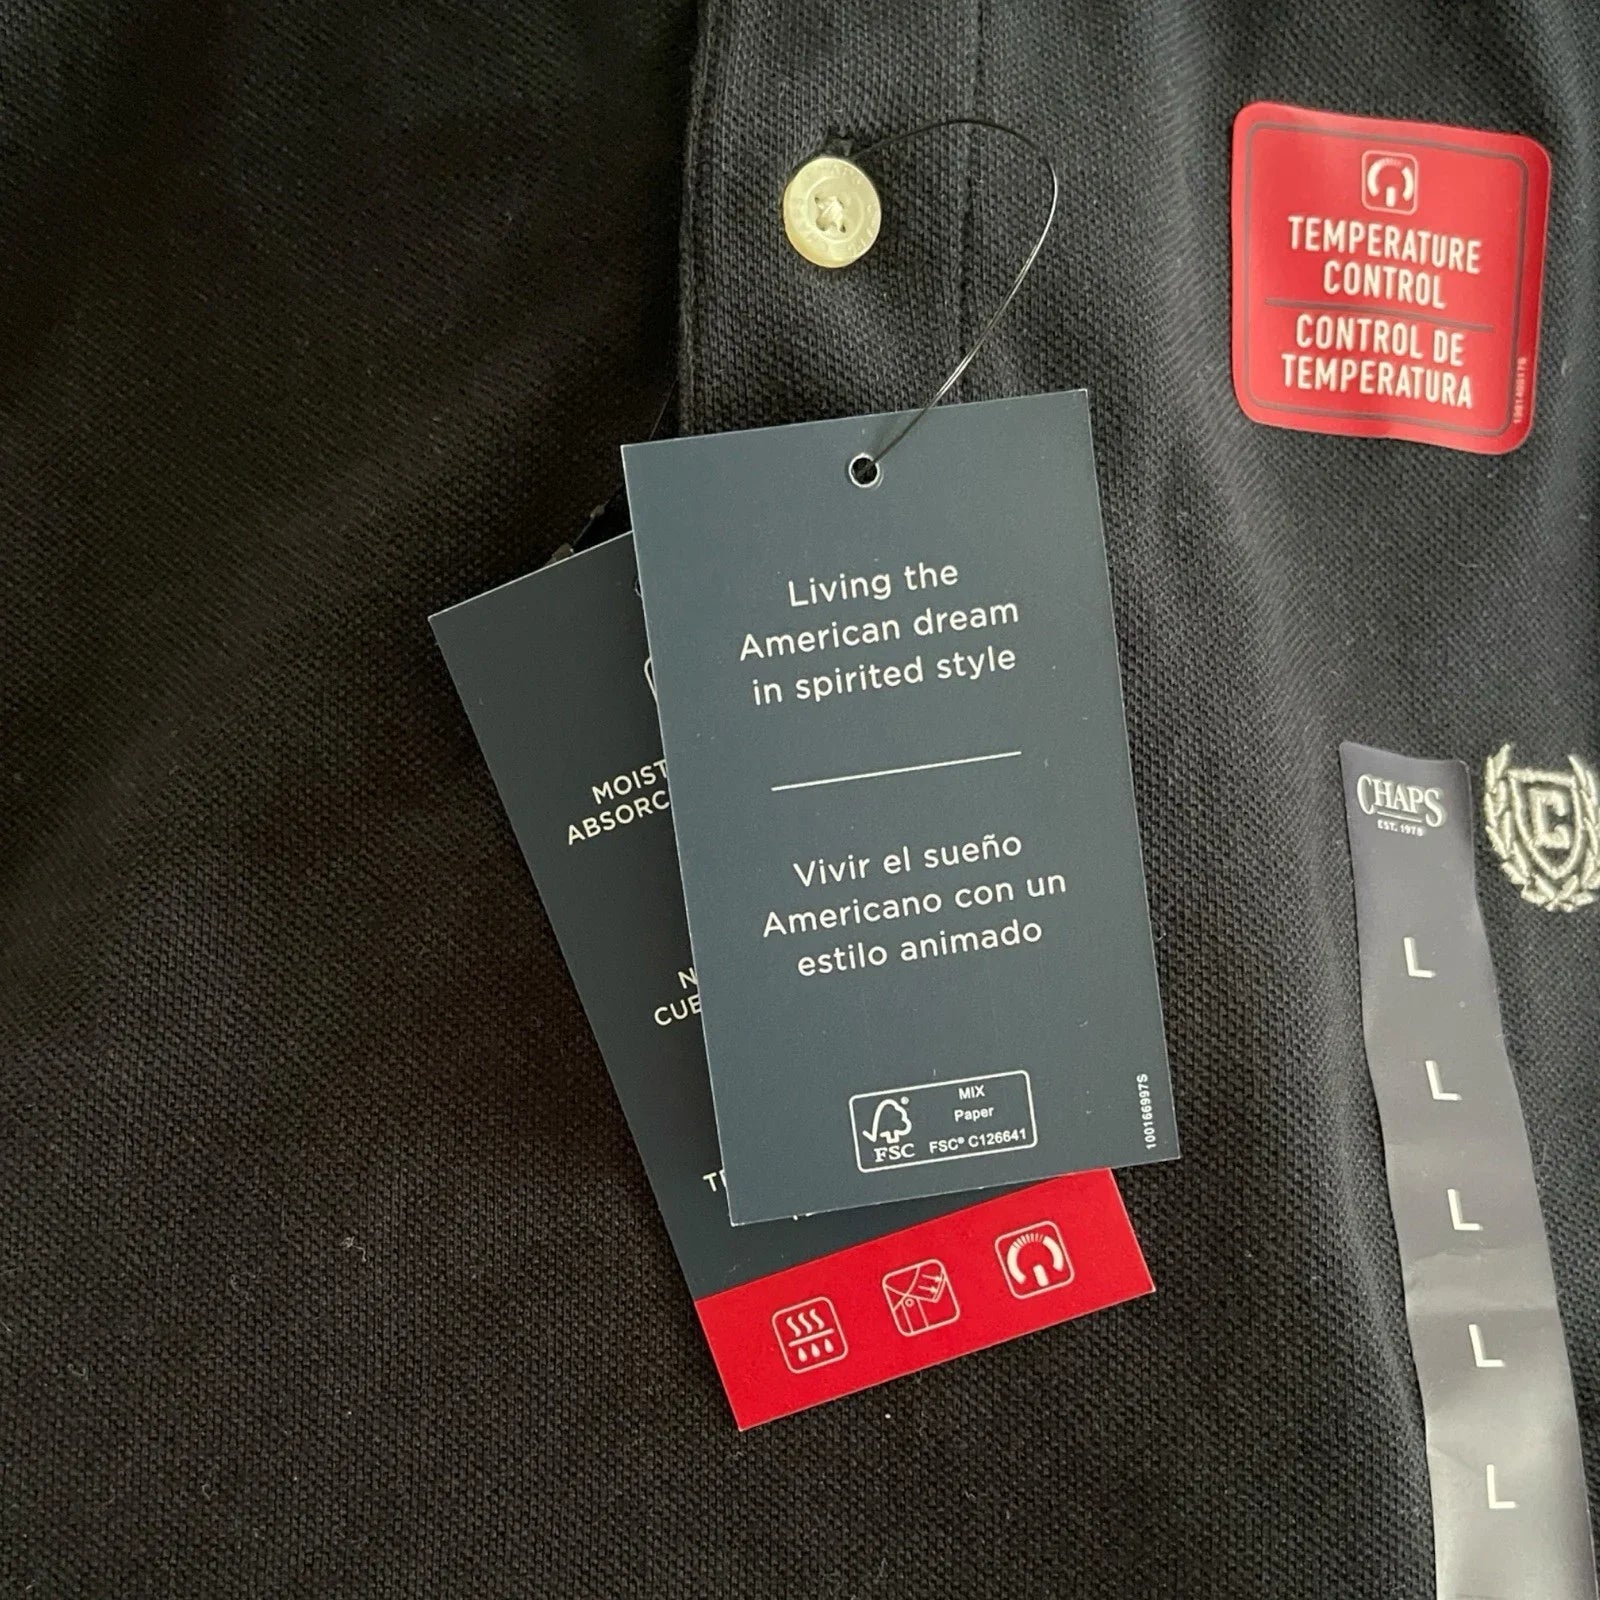 TEMPERATURE
CONTROL
CONTROL DE
TEMPERATURA
Living the
American dream
in spirited style
Vivir el sueño
Americano con un
estilo animado
FSC
MIX
Paper
FSC® C126641
100166997S
MOIST
ABSORC
CUE
CHAPS
EST. 1978
C
L
L
L
L
L